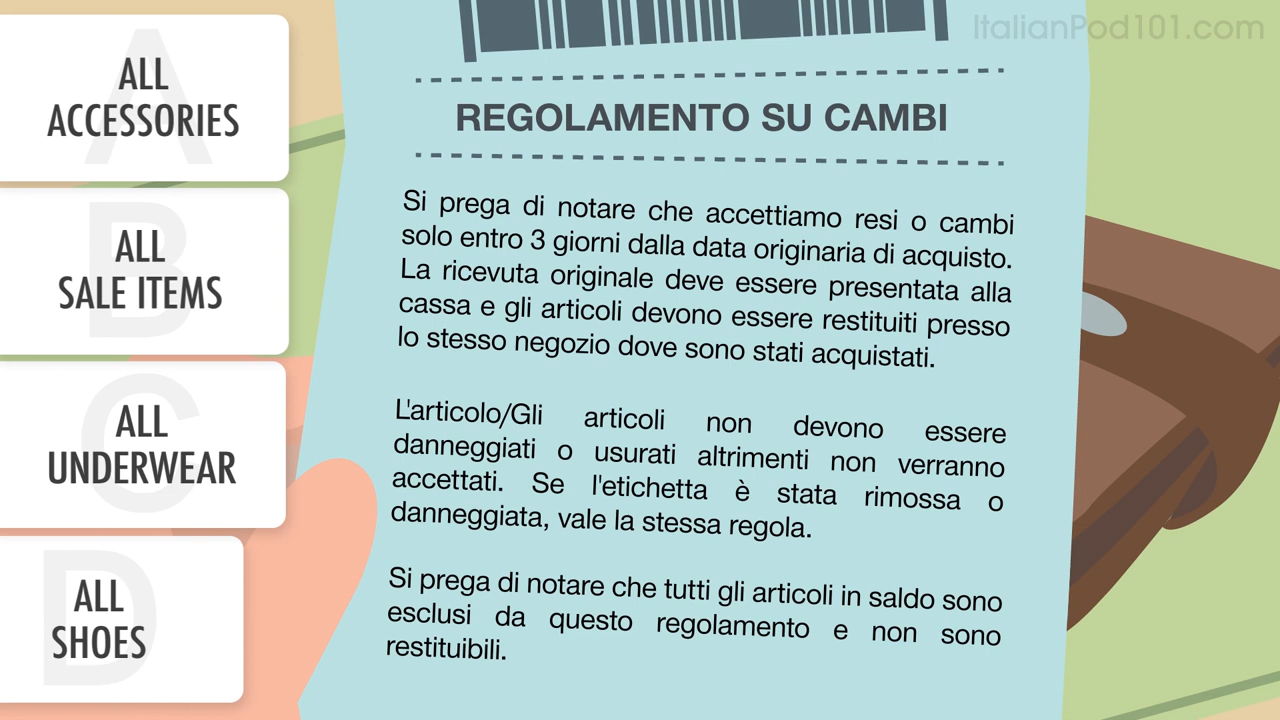 ItalianPod101.com
A
ALL
ACCESSORIES
B
ALL
SALE ITEMS
C
ALL
UNDERWEAR
D
ALL
SHOES
REGOLAMENTO SU CAMBI
Si prega di notare che accettiamo resi o cambi
solo entro 3 giorni dalla data originaria di acquisto.
La ricevuta originale deve essere presentata alla
cassa e gli articoli devono essere restituiti presso
lo stesso negozio dove sono stati acquistati.
L'articolo/Gli articoli non devono essere
danneggiati o usurati altrimenti non verranno
accettati. Se l'etichetta è stata rimossa o
danneggiata, vale la stessa regola.
Si prega di notare che tutti gli articoli in saldo sono
esclusi da questo regolamento e non sono
restituibili.